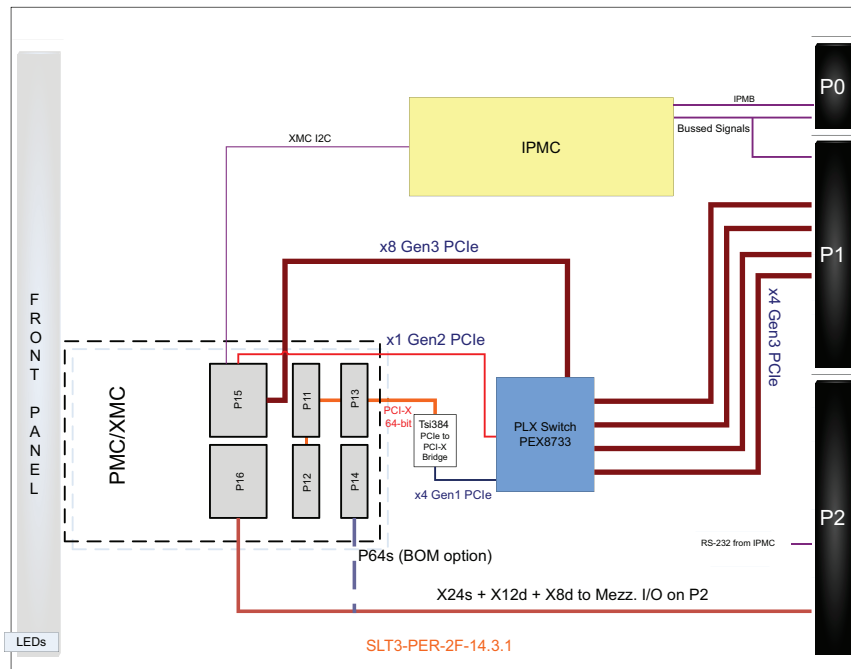 P0
IPMB
Bussed Signals
XMC I2C
IPMC
P1
x8 Gen3 PCIe
x4 Gen3 PCIe
FRONT PANEL
x1 Gen2 PCIe
PMC/XMC
P15
P11
P13
PCI-X
64-bit
Tsi384
PCIe to
PCI-X
Bridge
PLX Switch
PEX8733
P16
P12
P14
x4 Gen1 PCIe
P2
RS-232 from IPMC
P64s (BOM option)
X24s + X12d + X8d to Mezz. I/O on P2
LEDs
SLT3-PER-2F-14.3.1